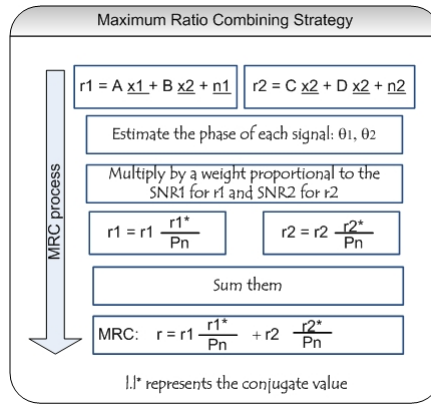 Maximum Ratio Combining Strategy
MRC process
r1 = A x1 + B x2 + n1
r2 = C x2 + D x2 + n2
Estimate the phase of each signal: θ1, θ2
Multiply by a weight proportional to the
SNR1 for r1 and SNR2 for r2
r1 = r1 r1*/Pn
r2 = r2 r2*/Pn
Sum them
MRC: r = r1 r1*/Pn + r2 r2*/Pn
|.|* represents the conjugate value